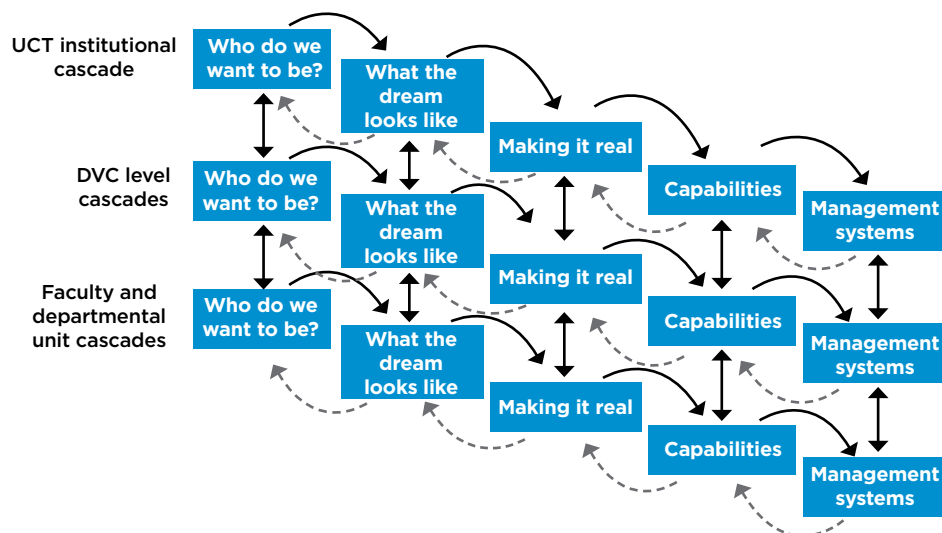 UCT institutional
cascade
Who do we
want to be?
What the
dream
looks like
Making it real
Capabilities
Management
systems
DVC level
cascades
Who do we
want to be?
What the
dream
looks like
Making it real
Capabilities
Management
systems
Faculty and
departmental
unit cascades
Who do we
want to be?
What the
dream
looks like
Making it real
Capabilities
Management
systems